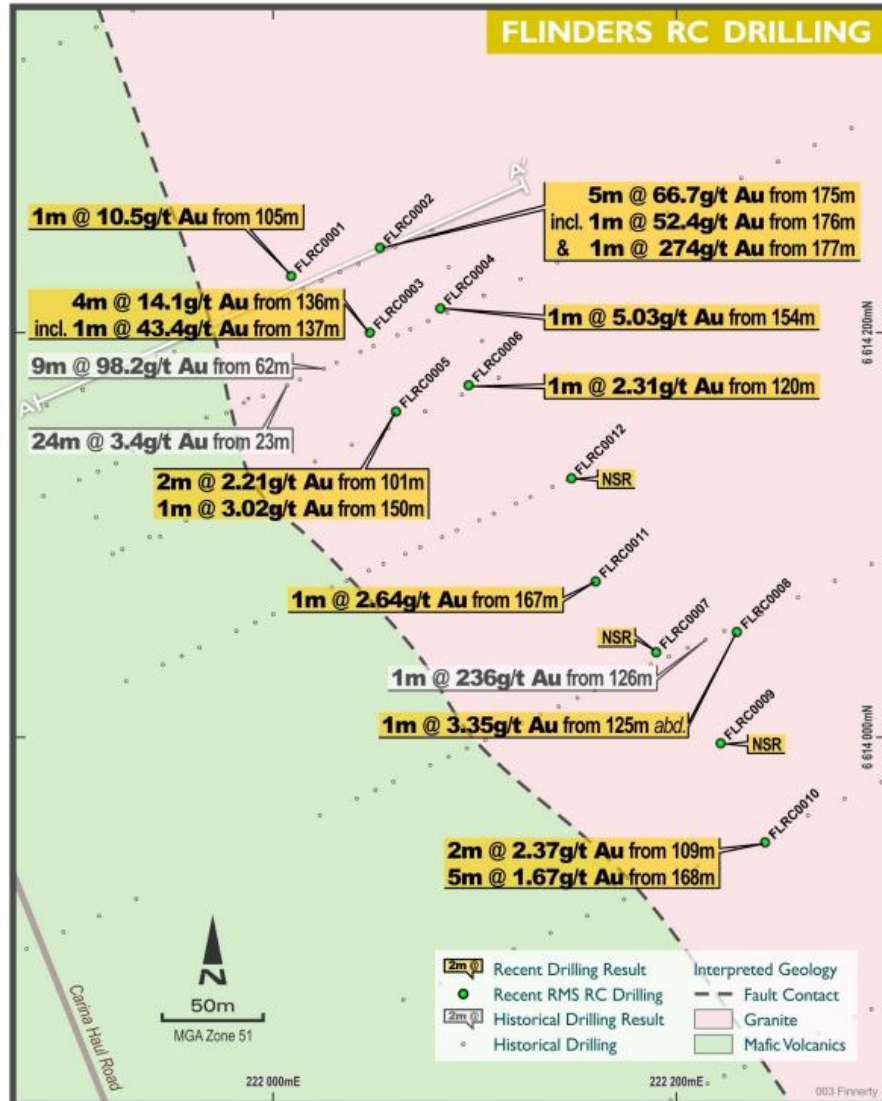 FLINDERS RC DRILLING
A'
FLRC0002
1m @ 10.5g/t Au from 105m
5m @ 66.7g/t Au from 175m
incl. 1m @ 52.4g/t Au from 176m
& 1m @ 274g/t Au from 177m
FLRC0001
FLRC0003
FLRC0004
4m @ 14.1g/t Au from 136m
incl. 1m @ 43.4g/t Au from 137m
1m @ 5.03g/t Au from 154m
6 614 200mN
9m @ 98.2g/t Au from 62m
FLRC0005
FLRC0006
1m @ 2.31g/t Au from 120m
A
24m @ 3.4g/t Au from 23m
FLRC0012
NSR
2m @ 2.21g/t Au from 101m
1m @ 3.02g/t Au from 150m
FLRC0011
1m @ 2.64g/t Au from 167m
FLRC0008
FLRC0007
NSR
1m @ 236g/t Au from 126m
1m @ 3.35g/t Au from 125m abd.
FLRC0009
NSR
6 614 000mN
FLRC0010
2m @ 2.37g/t Au from 109m
5m @ 1.67g/t Au from 168m
Carina Haul Road
N
50m
MGA Zone 51
2m @ Recent Drilling Result
Recent RMS RC Drilling
2m @ Historical Drilling Result
Historical Drilling
Interpreted Geology
Fault Contact
Granite
Mafic Volcanics
222 000mE
222 200mE
003 Finnerty